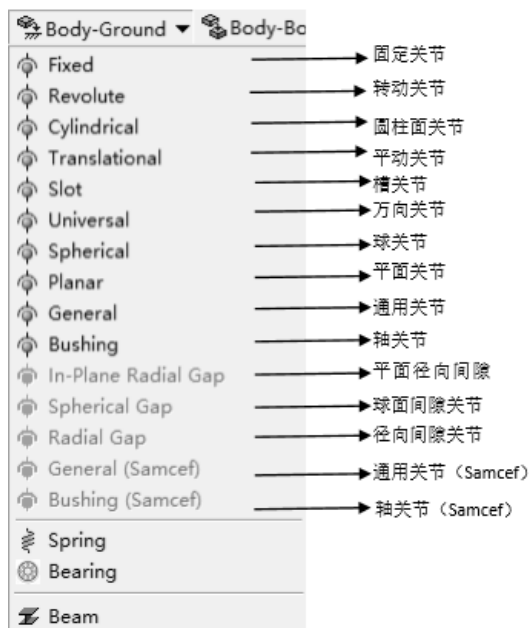 Body-Ground Body-Bo
Fixed 固定关节
Revolute 转动关节
Cylindrical 圆柱面关节
Translational 平动关节
Slot 槽关节
Universal 万向关节
Spherical 球关节
Planar 平面关节
General 通用关节
Bushing 轴关节
In-Plane Radial Gap 平面径向间隙
Spherical Gap 球面间隙关节
Radial Gap 径向间隙关节
General (Samcef) 通用关节（Samcef）
Bushing (Samcef) 轴关节（Samcef）
Spring
Bearing
Beam